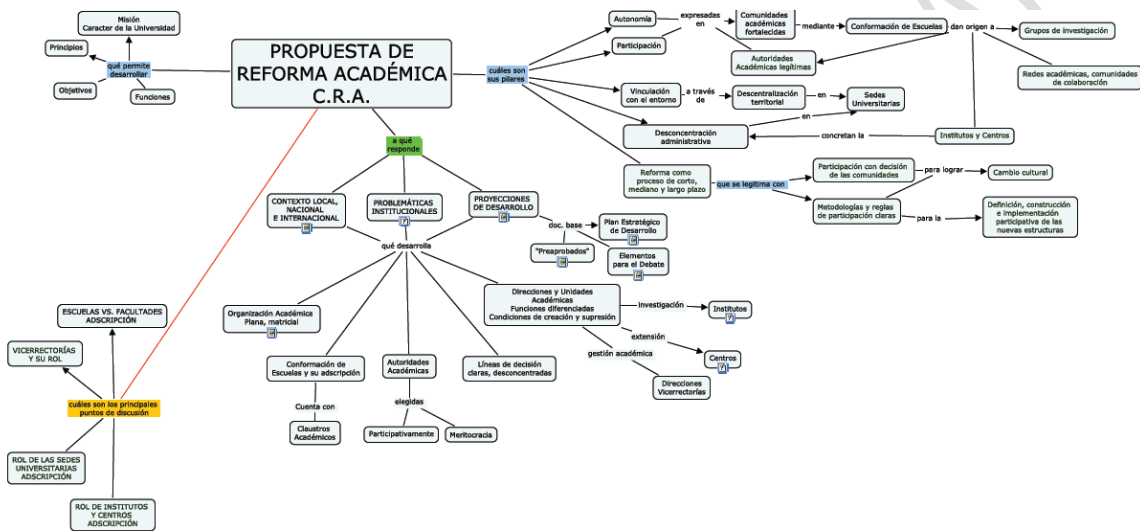 Misión
Caracter de la Universidad
Principios
qué permite
desarrollar
Objetivos
Funciones
PROPUESTA DE
REFORMA ACADÉMICA
C.R.A.
cuáles son
sus pilares
Autonomía
Participación
expresadas
en
Comunidades
académicas
fortalecidas
mediante
Conformación de Escuelas
dan origen a
Grupos de investigación
Autoridades
Académicas legítimas
Redes académicas, comunidades
de colaboración
Vinculación
con el entorno
a través
de
Descentralización
territorial
en
Sedes
Universitarias
en
Desconcentración
administrativa
concretan la
Institutos y Centros
Reforma como
proceso de corto,
mediano y largo plazo
que se legitima con
Participación con decisión
de las comunidades
para lograr
Cambio cultural
Metodologías y reglas
de participación claras
para la
Definición, construcción
e implementación
participativa de las
nuevas estructuras
a qué
responde
CONTEXTO LOCAL,
NACIONAL
E INTERNACIONAL
PROBLEMÁTICAS
INSTITUCIONALES
PROYECCIONES
DE DESARROLLO
doc. base
Plan Estratégico
de Desarrollo
"Preaprobados"
Elementos
para el Debate
qué desarrolla
Organización Académica
Plana, matricial
Conformación de
Escuelas y su adscripción
Cuenta con
Claustros
Académicos
Autoridades
Académicas
elegidas
Participativamente
Meritocracia
Líneas de decisión
claras, desconcentradas
Direcciones y Unidades
Académicas
Funciones diferenciadas
Condiciones de creación y supresión
investigación
Institutos
extensión
Centros
gestión académica
Direcciones
Vicerrectorías
ESCUELAS VS. FACULTADES
ADSCRIPCIÓN
VICERRECTORÍAS
Y SU ROL
cuáles son los principales
puntos de discusión
ROL DE LAS SEDES
UNIVERSITARIAS
ADSCRIPCIÓN
ROL DE INSTITUTOS
Y CENTROS
ADSCRIPCIÓN